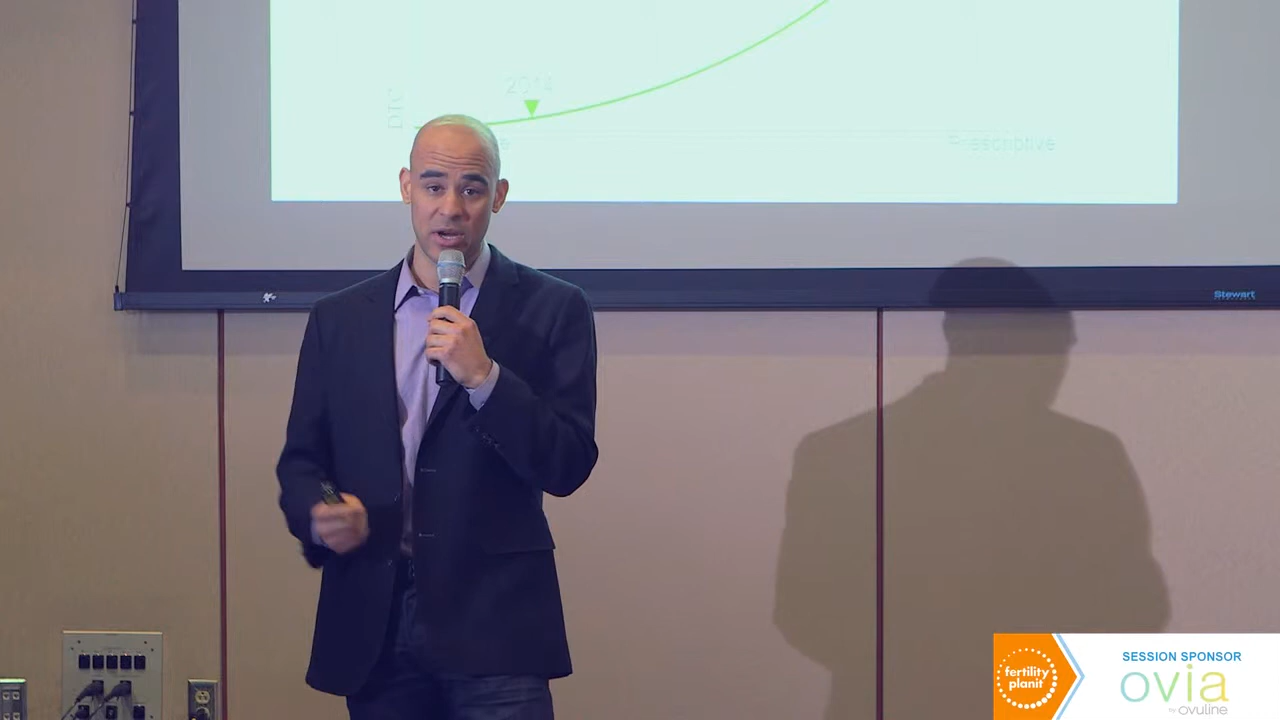 2014
DTC
Prescriptive
Stewart
fertility
planit
SESSION SPONSOR
ovia
by ovuline